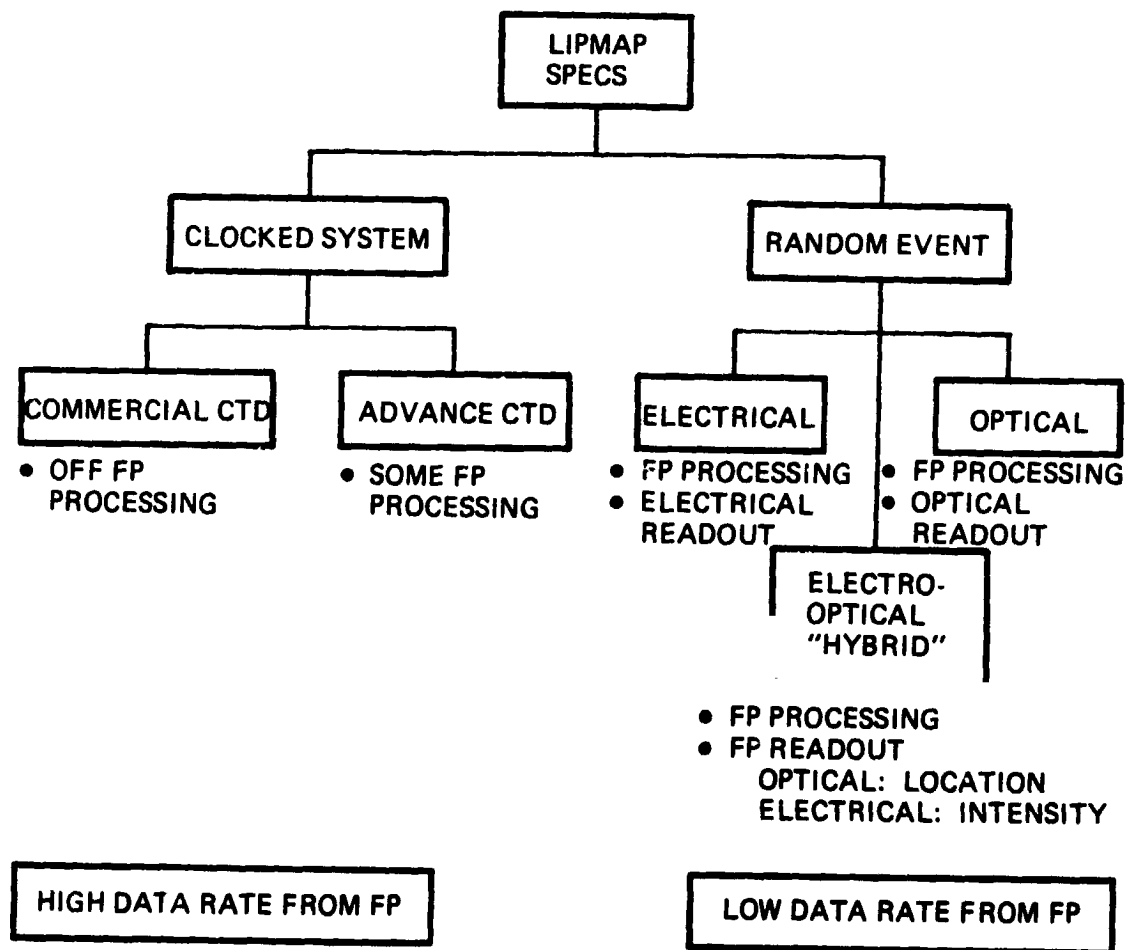 LIPMAP
SPECS
CLOCKED SYSTEM
RANDOM EVENT
COMMERCIAL CTD
ADVANCE CTD
ELECTRICAL
OPTICAL
• OFF FP
PROCESSING
• SOME FP
PROCESSING
• FP PROCESSING
• ELECTRICAL
READOUT
• FP PROCESSING
• OPTICAL
READOUT
ELECTRO-
OPTICAL
"HYBRID"
• FP PROCESSING
• FP READOUT
OPTICAL: LOCATION
ELECTRICAL: INTENSITY
HIGH DATA RATE FROM FP
LOW DATA RATE FROM FP